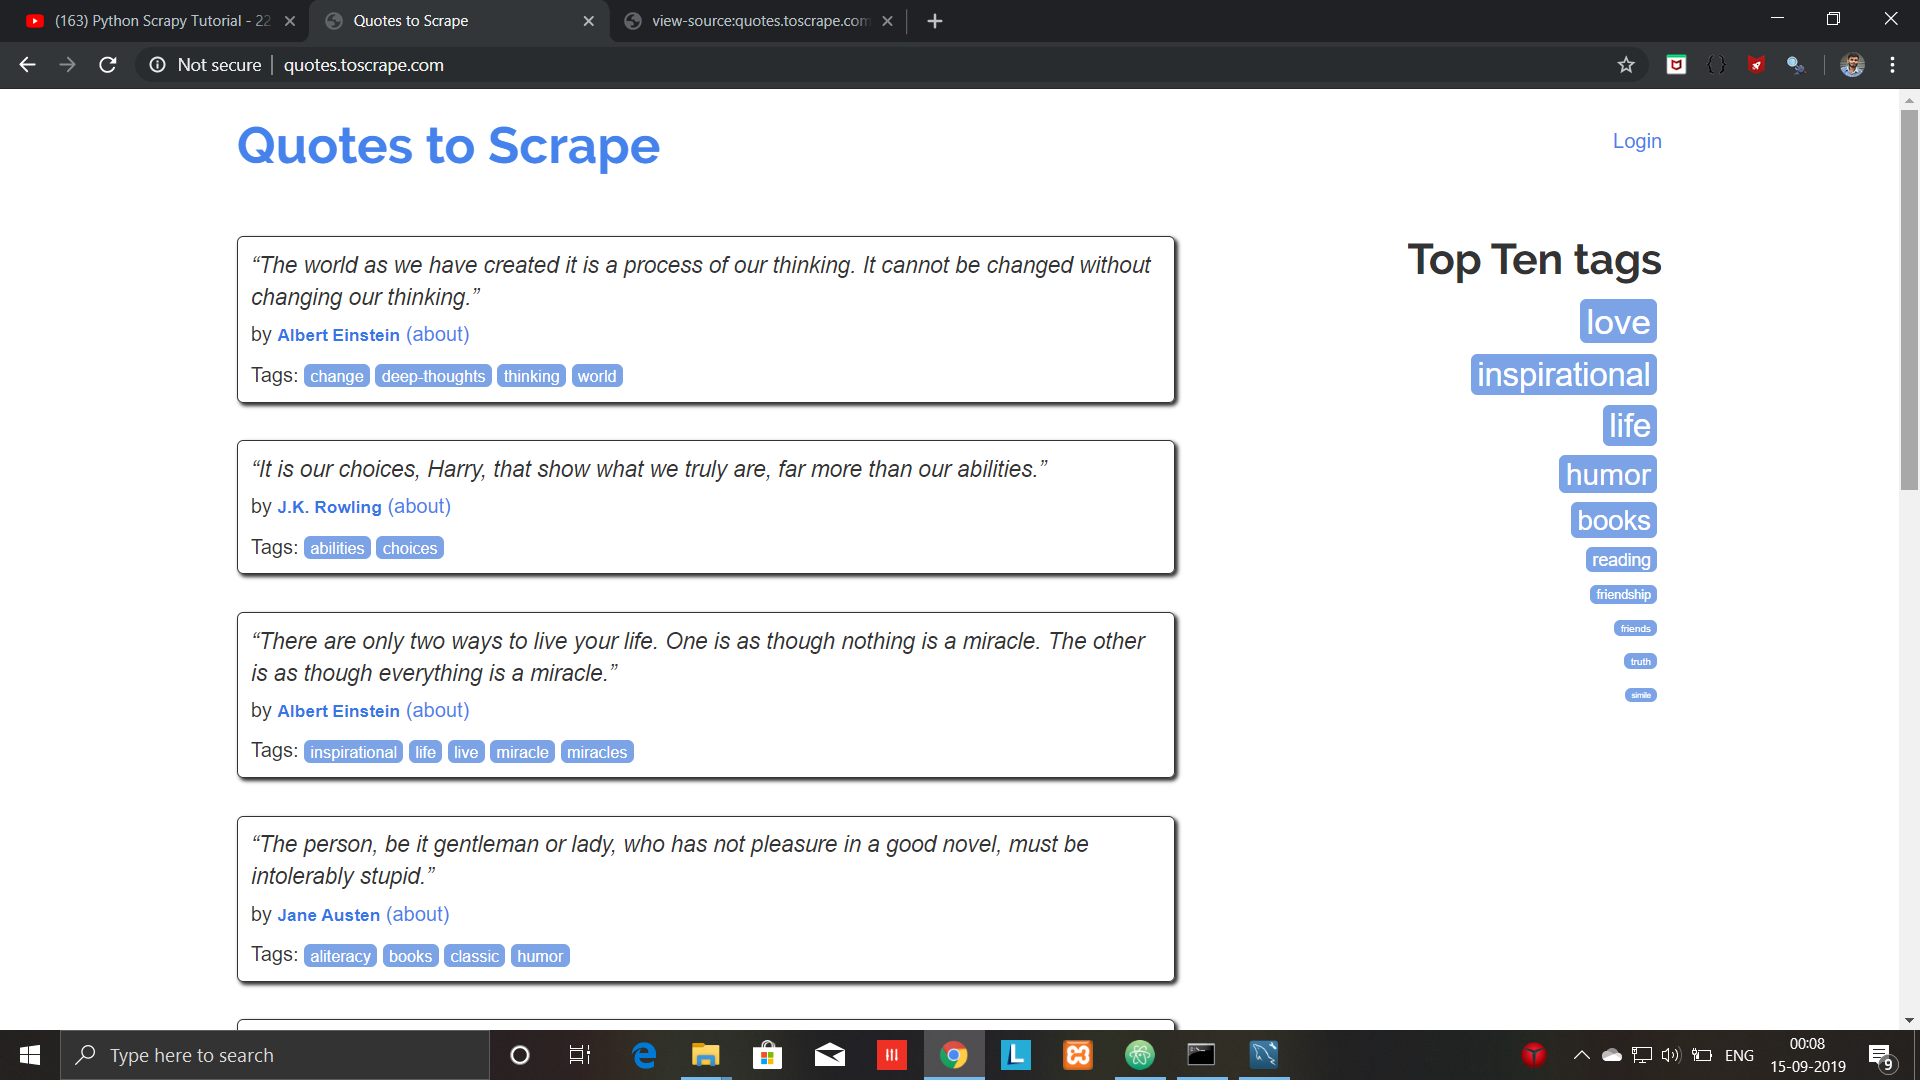 (163) Python Scrapy Tutorial - 22
Quotes to Scrape
view-source:quotes.toscrape.com
Not secure | quotes.toscrape.com
Quotes to Scrape
Login
“The world as we have created it is a process of our thinking. It cannot be changed without
changing our thinking.”
by Albert Einstein (about)
Tags: change deep-thoughts thinking world
“It is our choices, Harry, that show what we truly are, far more than our abilities.”
by J.K. Rowling (about)
Tags: abilities choices
“There are only two ways to live your life. One is as though nothing is a miracle. The other
is as though everything is a miracle.”
by Albert Einstein (about)
Tags: inspirational life live miracle miracles
“The person, be it gentleman or lady, who has not pleasure in a good novel, must be
intolerably stupid.”
by Jane Austen (about)
Tags: aliteracy books classic humor
Top Ten tags
love
inspirational
life
humor
books
reading
friendship
friends
truth
simile
Type here to search
L
ENG
00:08
15-09-2019
9